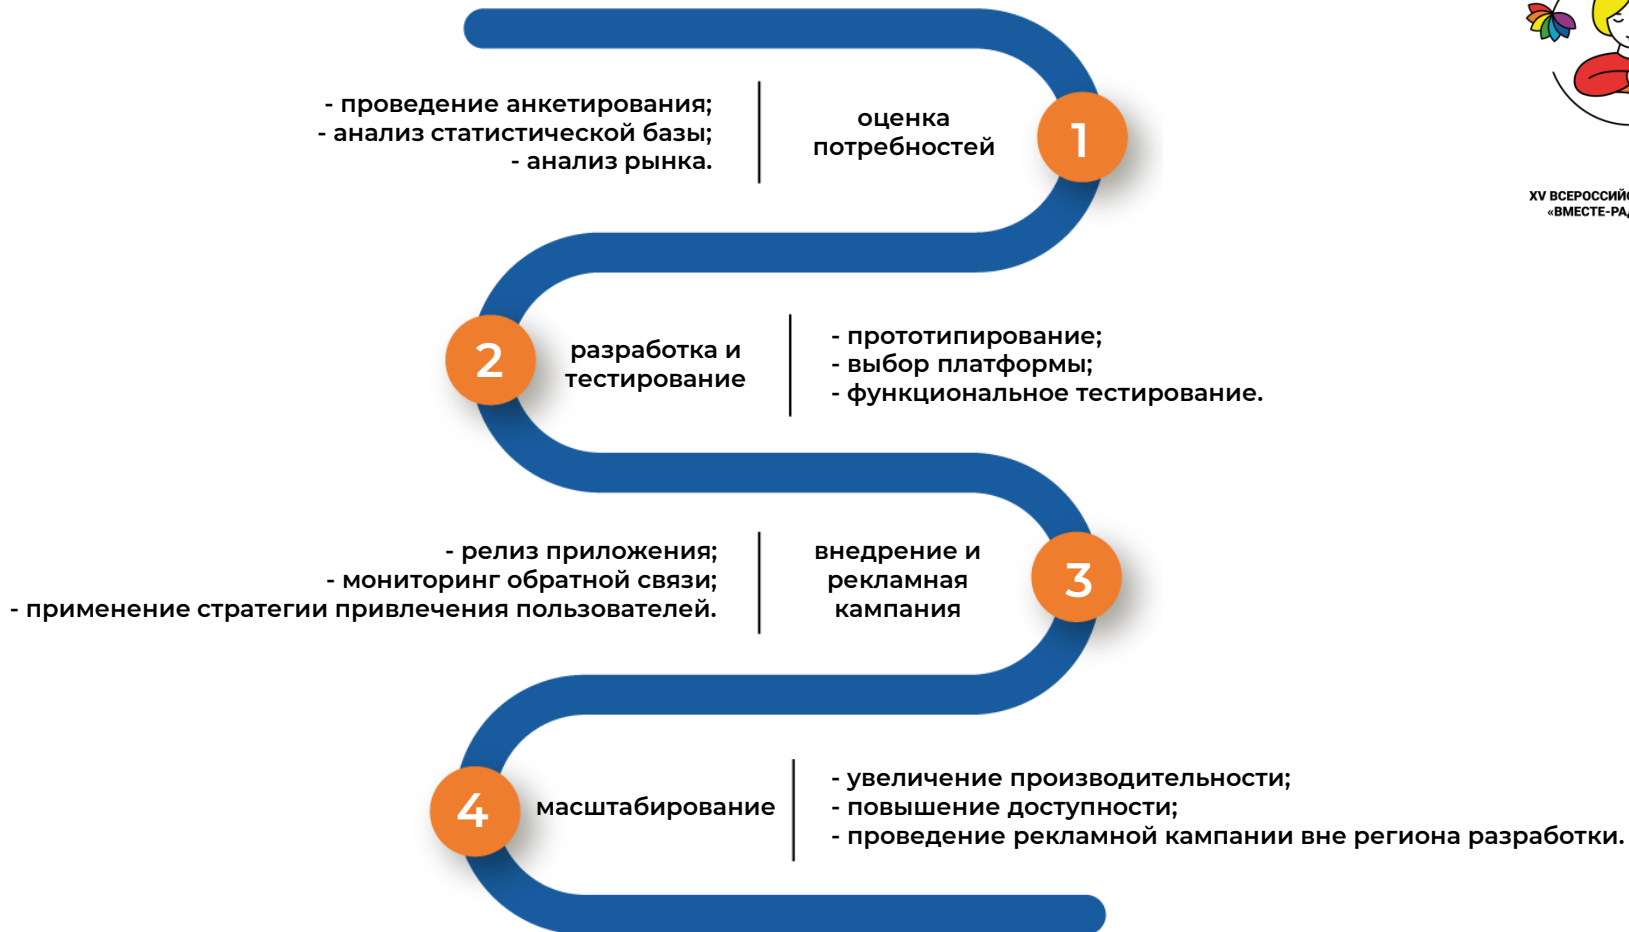 - проведение анкетирования;
- анализ статистической базы;
- анализ рынка.
оценка
потребностей
1
XV
«ВМЕСТЕ-
2
разработка и
тестирование
- прототипирование;
- выбор платформы;
- функциональное тестирование.
- релиз приложения;
- мониторинг обратной связи;
- применение стратегии привлечения пользователей.
внедрение и
рекламная
кампания
3
4
масштабирование
- увеличение производительности;
- повышение доступности;
- проведение рекламной кампании вне региона разработки.